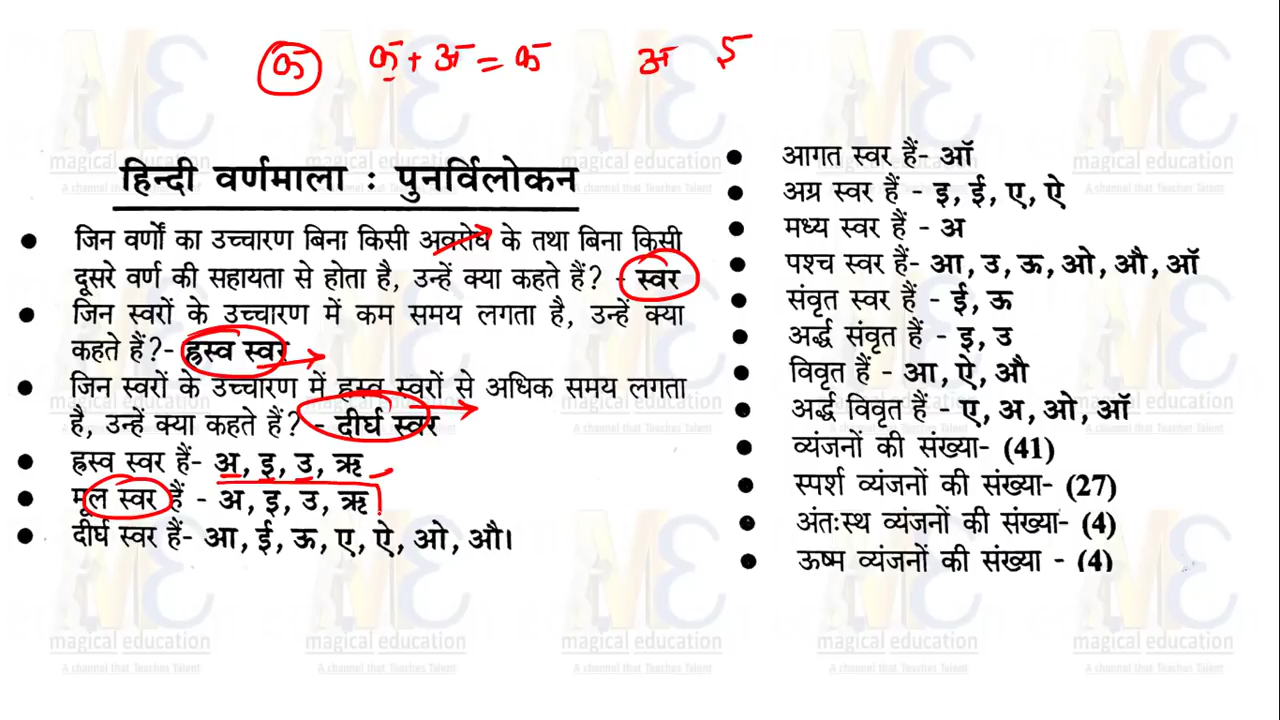 क क् + अ = क अ इ
हिन्दी वर्णमाला : पुनर्विलोकन
जिन वर्णों का उच्चारण बिना किसी अवरोध के तथा बिना किसी
दूसरे वर्ण की सहायता से होता है, उन्हें क्या कहते हैं? - स्वर
जिन स्वरों के उच्चारण में कम समय लगता है, उन्हें क्या
कहते हैं?- ह्रस्व स्वर
जिन स्वरों के उच्चारण में ह्रस्व स्वरों से अधिक समय लगता
है, उन्हें क्या कहते हैं? - दीर्घ स्वर
ह्रस्व स्वर हैं- अ, इ, उ, ऋ
मूल स्वर हैं - अ, इ, उ, ऋ
दीर्घ स्वर हैं- आ, ई, ऊ, ए, ऐ, ओ, औ।
आगत स्वर हैं- ऑ
अग्र स्वर हैं - इ, ई, ए, ऐ
मध्य स्वर हैं - अ
पश्च स्वर हैं- आ, उ, ऊ, ओ, औ, ऑ
संवृत स्वर हैं - ई, ऊ
अर्द्ध संवृत हैं - इ, उ
विवृत हैं - आ, ऐ, औ
अर्द्ध विवृत हैं - ए, अ, ओ, ऑ
व्यंजनों की संख्या- (41)
स्पर्श व्यंजनों की संख्या- (27)
अंतःस्थ व्यंजनों की संख्या- (4)
ऊष्म व्यंजनों की संख्या - (4)
magical education
A channel that Teaches Talent